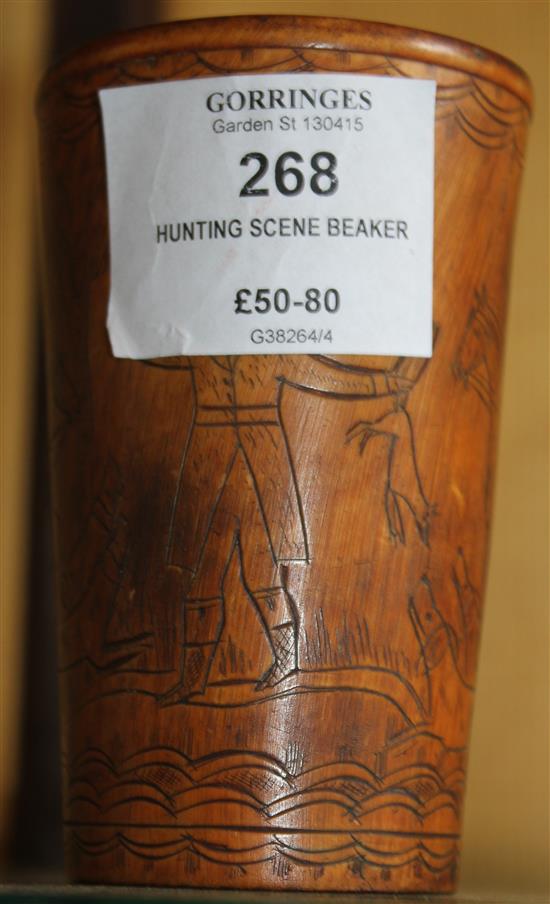 GORRINGES
Garden St 130415
268
HUNTING SCENE BEAKER
£50-80
G38264/4